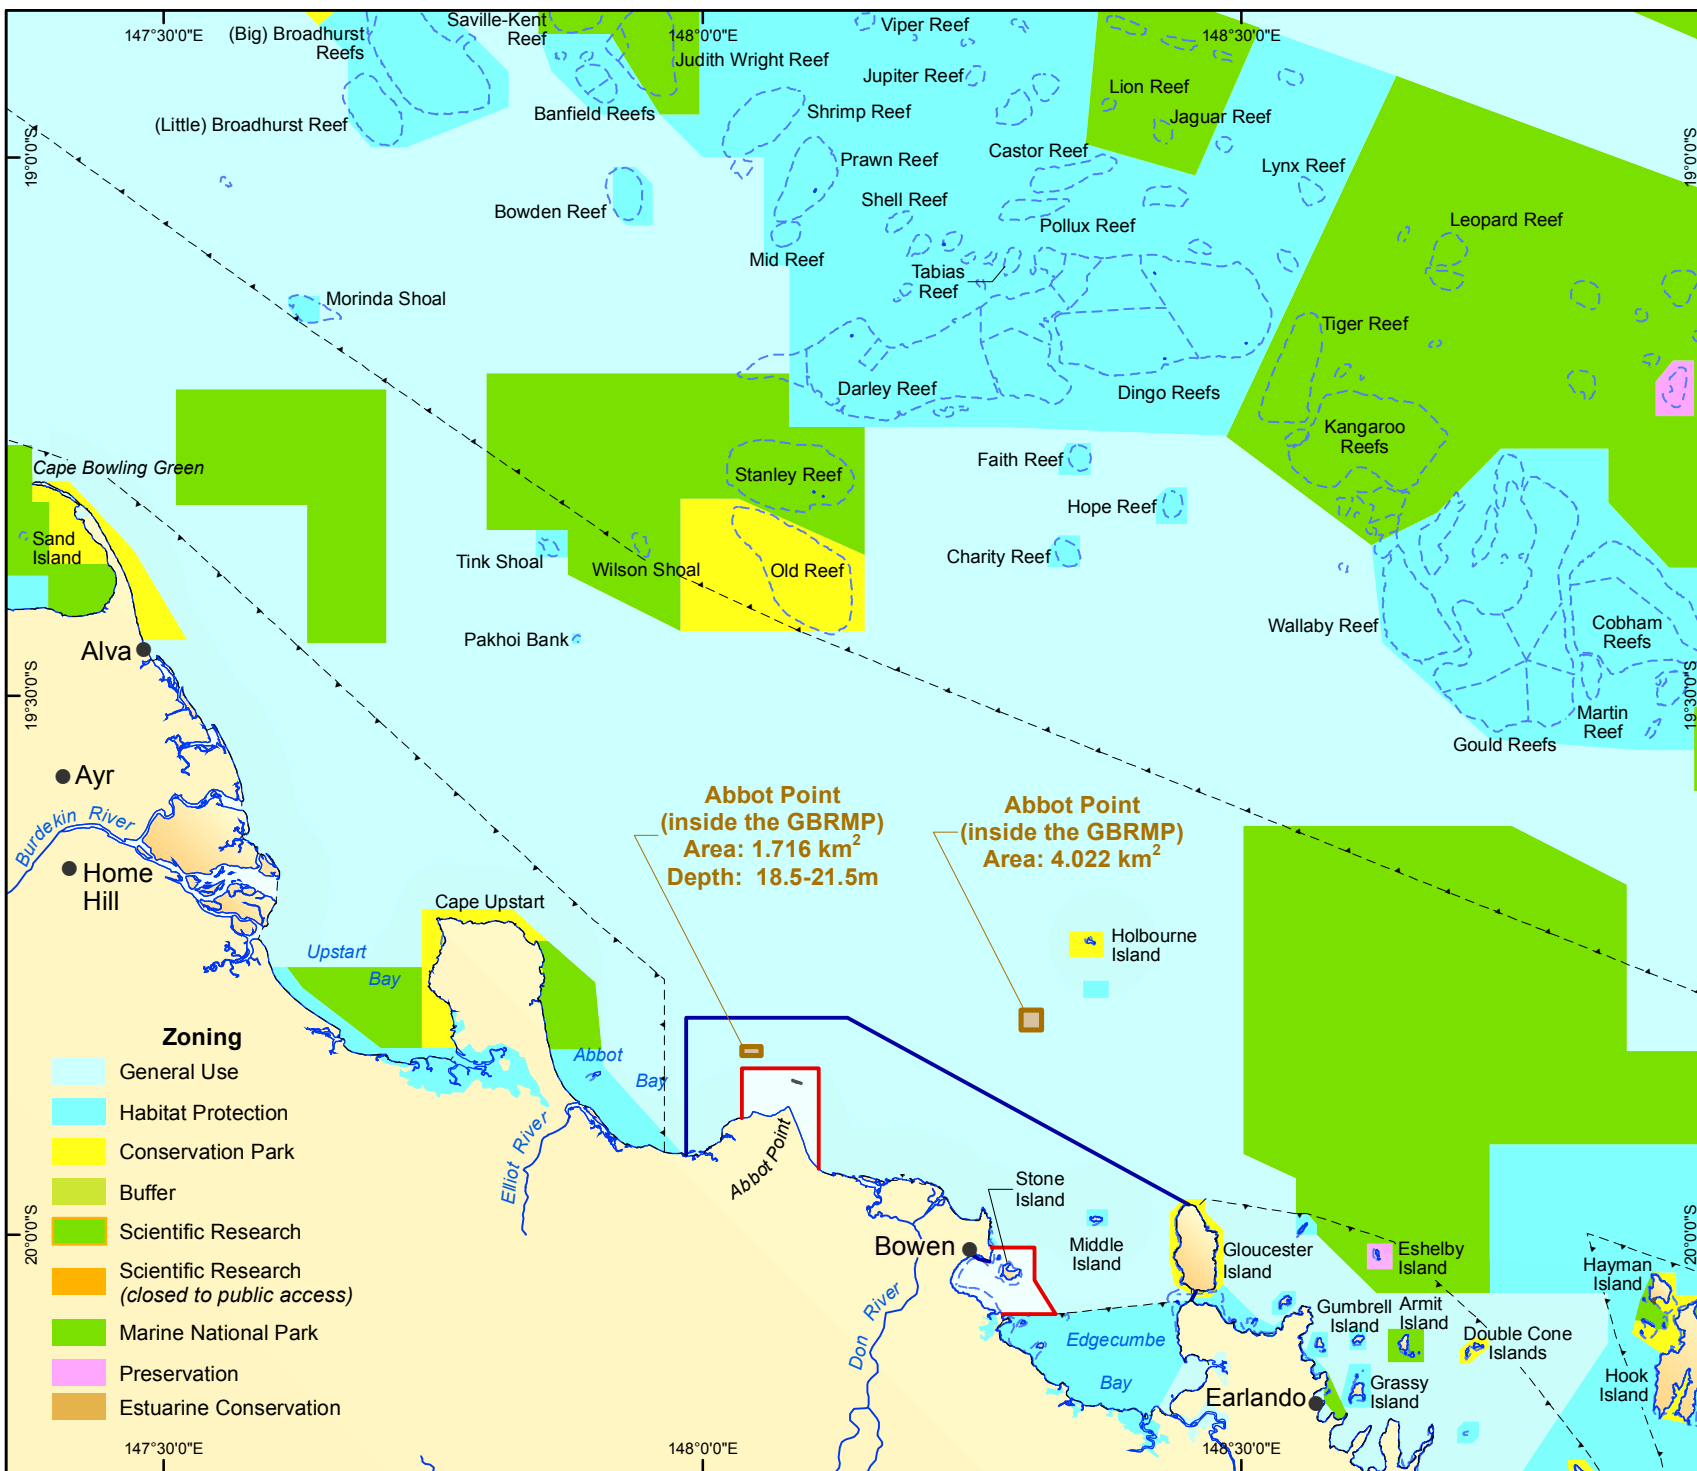 147°30'0"E
148°0'0"E
148°30'0"E
(Big) Broadhurst
Reefs
Saville-Kent
Reef
Viper Reef
Judith Wright Reef
Jupiter Reef
Lion Reef
Banfield Reefs
Shrimp Reef
Jaguar Reef
(Little) Broadhurst Reef
19°0'0"S
19°0'0"S
Prawn Reef
Castor Reef
Lynx Reef
Bowden Reef
Shell Reef
Pollux Reef
Leopard Reef
Mid Reef
Tabias
Reef
Morinda Shoal
Tiger Reef
Darley Reef
Dingo Reefs
Kangaroo
Reefs
Cape Bowling Green
Stanley Reef
Faith Reef
Hope Reef
Sand
Island
Tink Shoal
Wilson Shoal
Old Reef
Charity Reef
Pakhoi Bank
Wallaby Reef
Cobham
Reefs
Alva
19°30'0"S
19°30'0"S
Martin
Reef
Gould Reefs
Ayr
Burdekin River
Home
Hill
Abbot Point
(inside the GBRMP)
Area: 1.716 km2
Depth: 18.5-21.5m
Abbot Point
(inside the GBRMP)
Area: 4.022 km2
Cape Upstart
Upstart
Bay
Holbourne
Island
Abbot
Bay
Elliot River
Abbot Point
Zoning
General Use
Habitat Protection
Conservation Park
Buffer
Scientific Research
Scientific Research
(closed to public access)
Marine National Park
Preservation
Estuarine Conservation
Stone
Island
Bowen
Middle
Island
Gloucester
Island
Eshelby
Island
20°0'0"S
20°0'0"S
Hayman
Island
Don River
Edgecumbe
Bay
Gumbrell
Island
Armit
Island
Double Cone
Islands
Earlando
Grassy
Island
Hook
Island
147°30'0"E
148°0'0"E
148°30'0"E